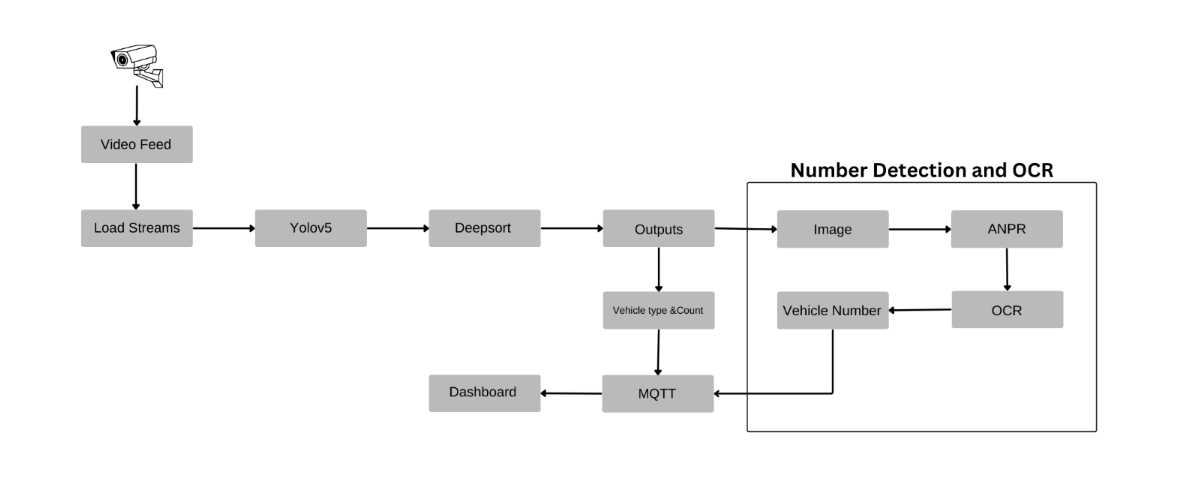 Video Feed
Number Detection and OCR
Load Streams
Yolov5
Deepsort
Outputs
Image
ANPR
Vehicle type &Count
Vehicle Number
OCR
Dashboard
MQTT